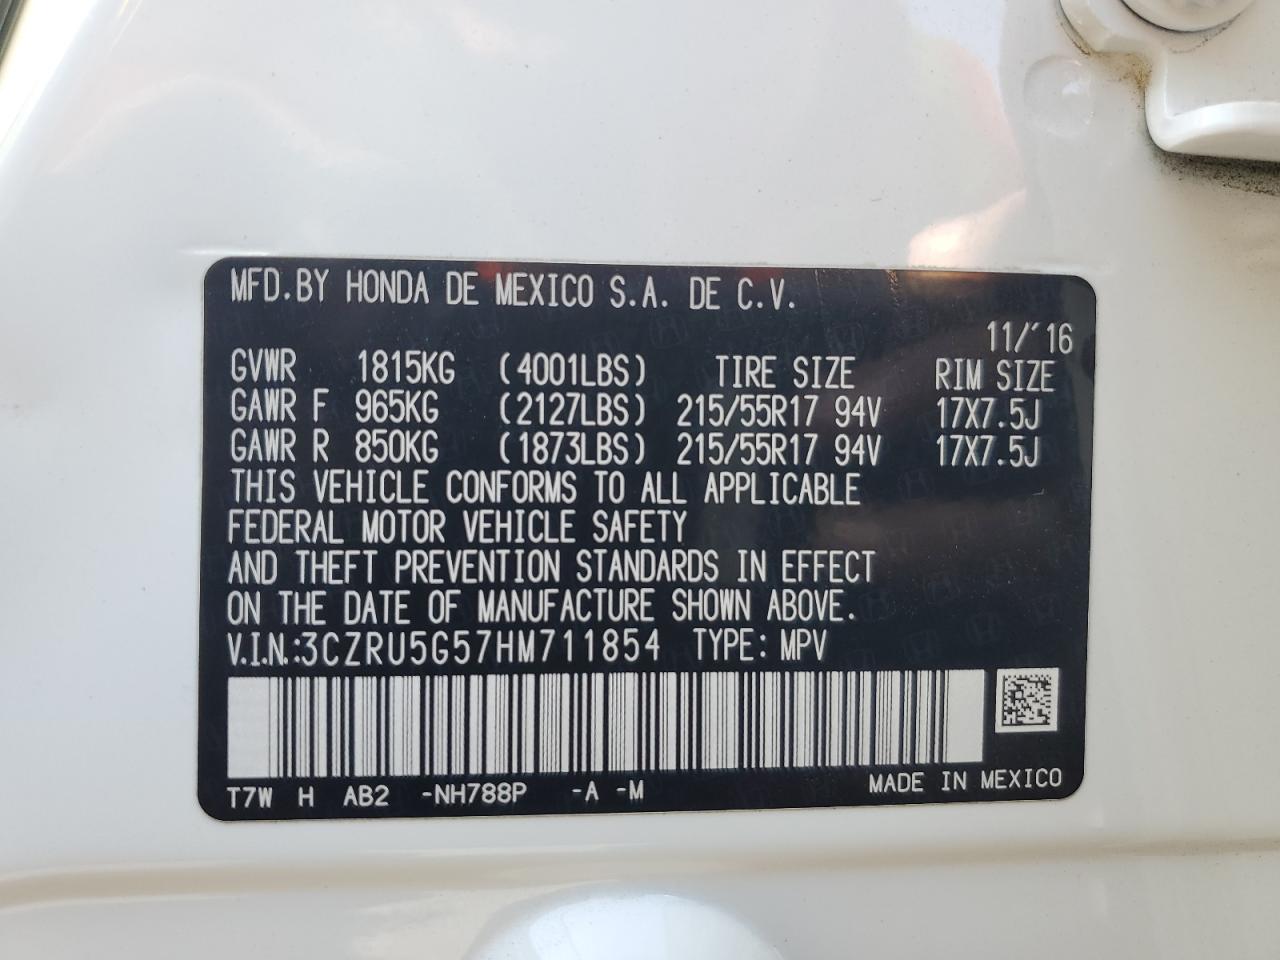 MFD.BY HONDA DE MEXICO S.A. DE C.V.
11/'16
GVWR 1815KG (4001LBS) TIRE SIZE RIM SIZE
GAWR F 965KG (2127LBS) 215/55R17 94V 17X7.5J
GAWR R 850KG (1873LBS) 215/55R17 94V 17X7.5J
THIS VEHICLE CONFORMS TO ALL APPLICABLE
FEDERAL MOTOR VEHICLE SAFETY
AND THEFT PREVENTION STANDARDS IN EFFECT
ON THE DATE OF MANUFACTURE SHOWN ABOVE.
V.I.N.:3CZRU5G57HM711854 TYPE: MPV
T7W H AB2 -NH788P -A -M MADE IN MEXICO